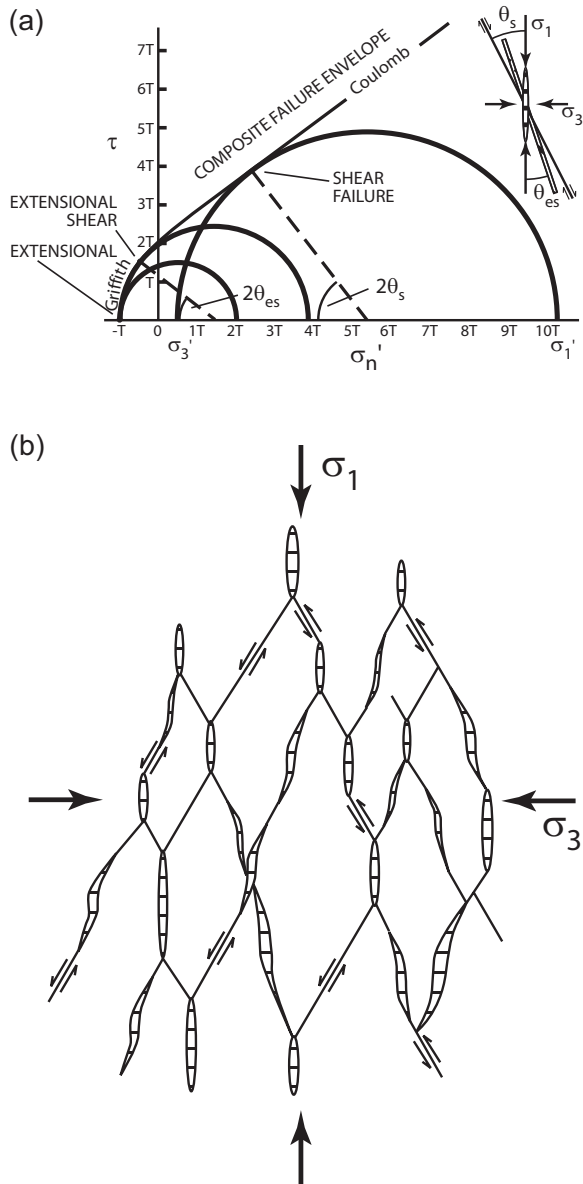 (a)
7T
6T
5T
4T
3T
2T
T
τ
COMPOSITE FAILURE ENVELOPE
Coulomb
SHEAR
FAILURE
EXTENSIONAL
SHEAR
EXTENSIONAL
Griffith
2θes
2θs
-T 0 1T 2T 3T 4T 5T 6T 7T 8T 9T 10T
σ3' σn' σ1'
θs
σ1
σ3
θes
(b)
σ1
σ3